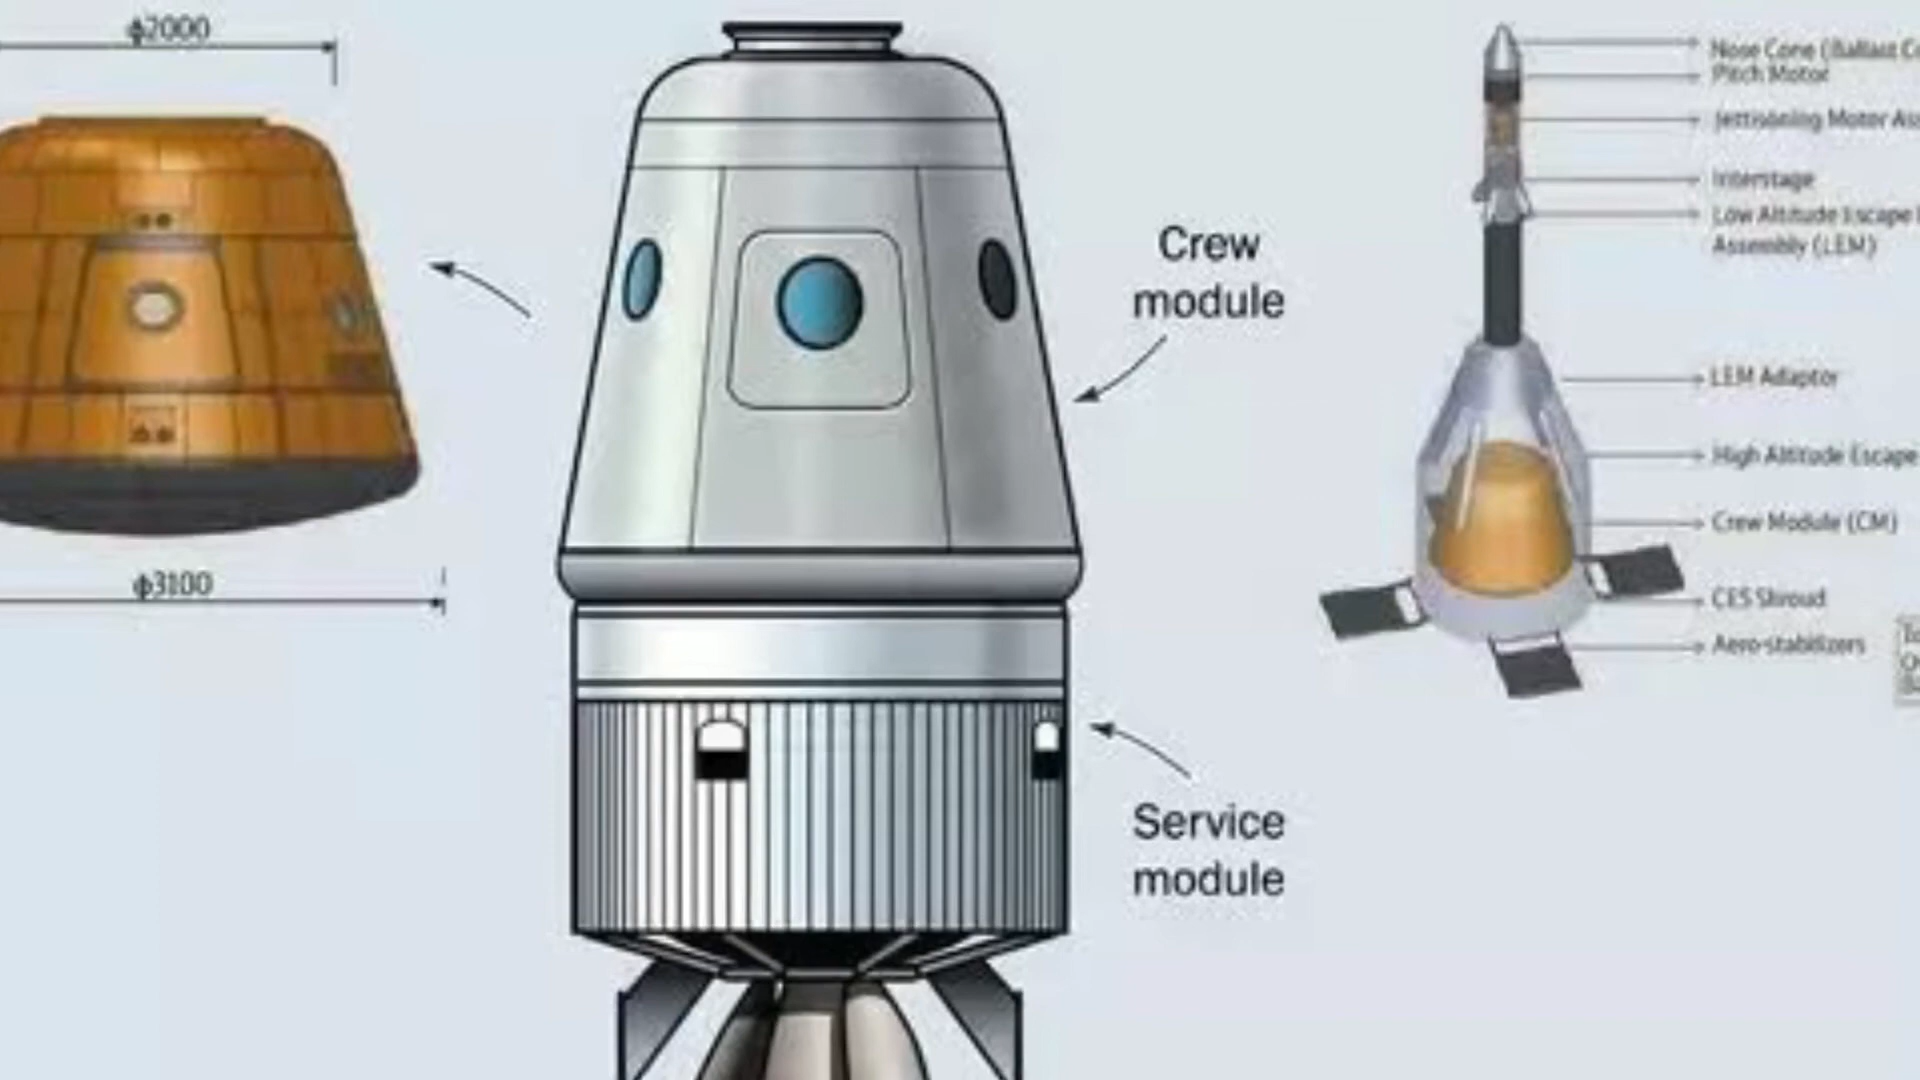 ϕ2000
ϕ3100
Crew
module
Service
module
Nose Cone (Ballast
Pitch Motor
Jettisoning Motor
Interstage
Low Altitude Escape
Assembly (LEM)
LEM Adaptor
High Altitude Escape
Crew Module (CM)
CES Shroud
Aero-stabilizers